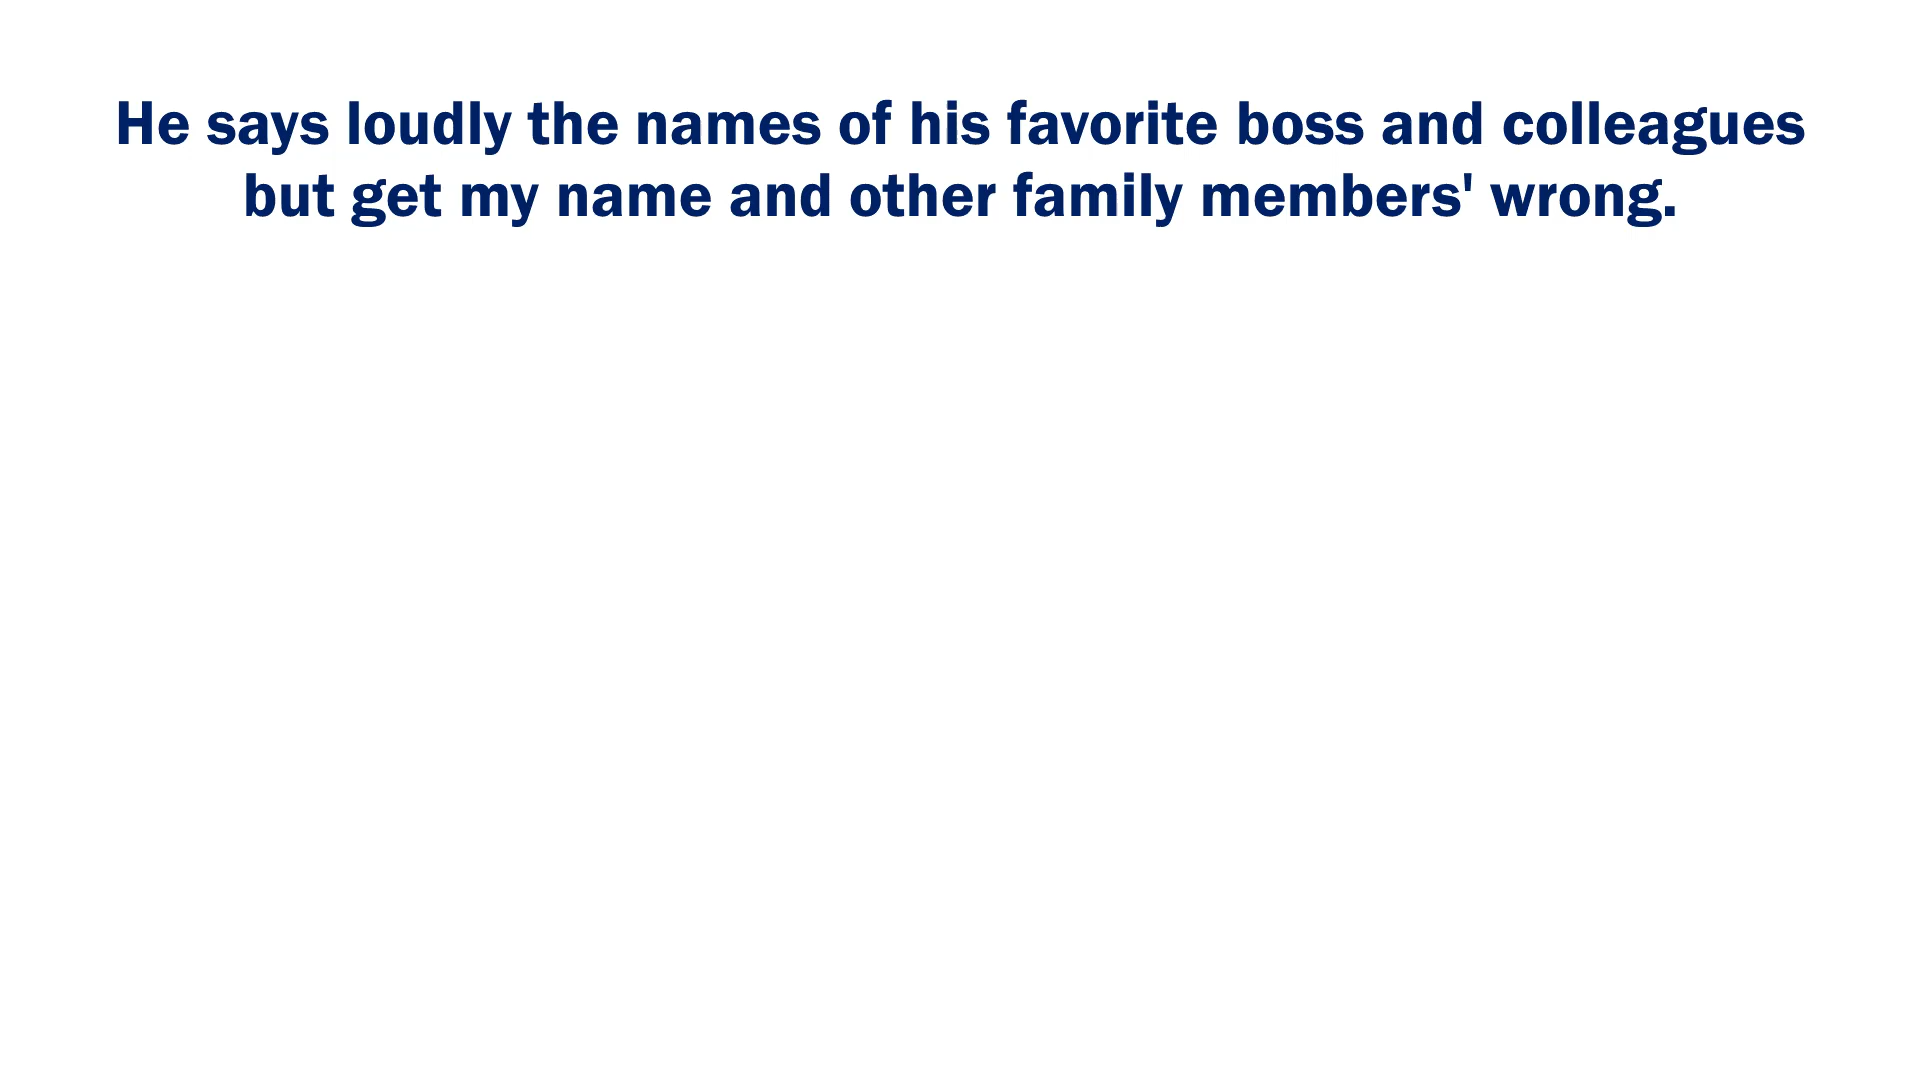 He says loudly the names of his favorite boss and colleagues
but get my name and other family members' wrong.